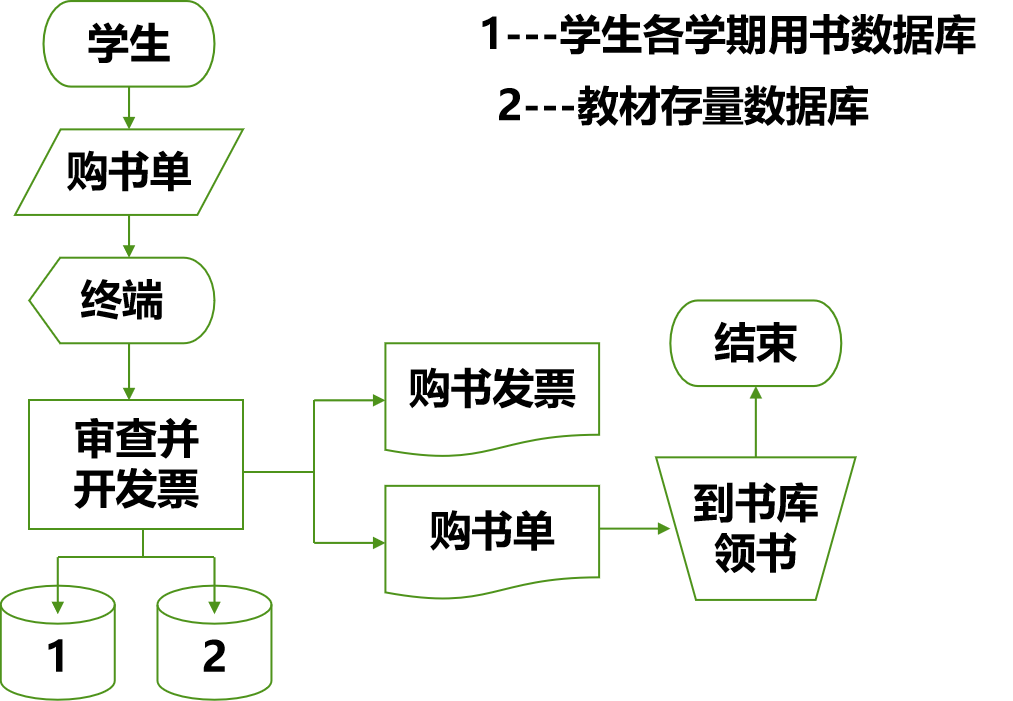 学生
1---学生各学期用书数据库
2---教材存量数据库
购书单
终端
审查并
开发票
购书发票
购书单
结束
到书库
领书
1
2